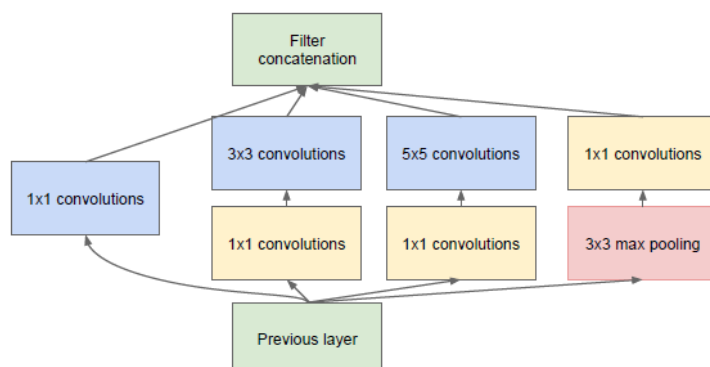 Filter
concatenation
3x3 convolutions
5x5 convolutions
1x1 convolutions
1x1 convolutions
1x1 convolutions
1x1 convolutions
3x3 max pooling
Previous layer